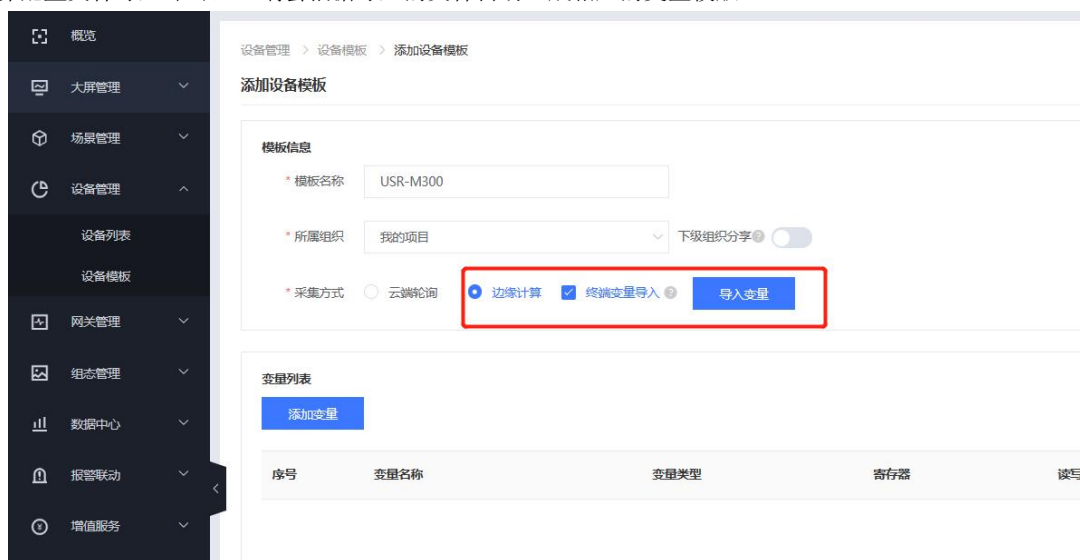 概览
大屏管理
场景管理
设备管理
设备列表
设备模板
网关管理
组态管理
数据中心
报警联动
增值服务
设备管理 > 设备模板 > 添加设备模板
添加设备模板
模板信息
* 模板名称 USR-M300
* 所属组织 我的项目 下级组织分享
* 采集方式 云端轮询 边缘计算 终端变量导入 导入变量
变量列表
添加变量
序号 变量名称 变量类型 寄存器 读写